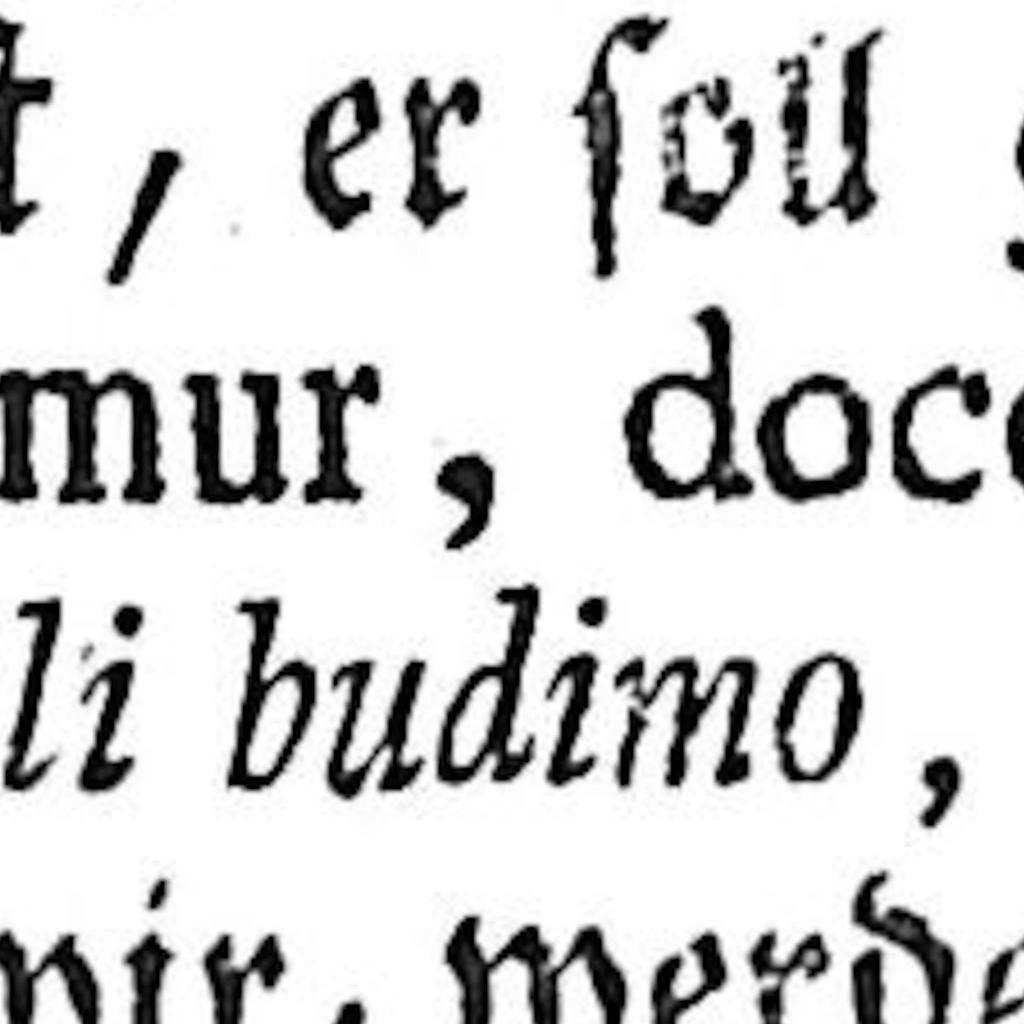 t, er ſoll
mur, doce
li budimo,
wir, werde